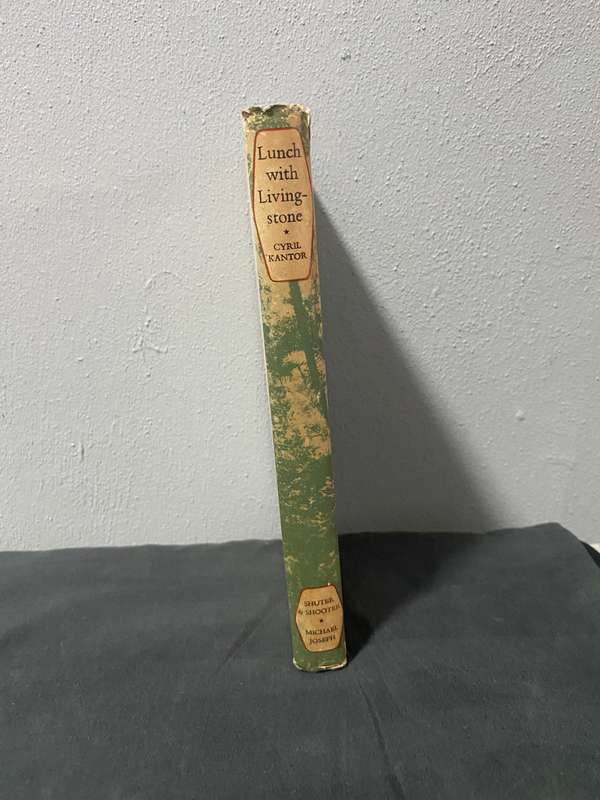 Lunch
with
Living-
stone
★
CYRIL
KANTOR
SHUTER
& SHOOTER
★
MICHAEL
JOSEPH